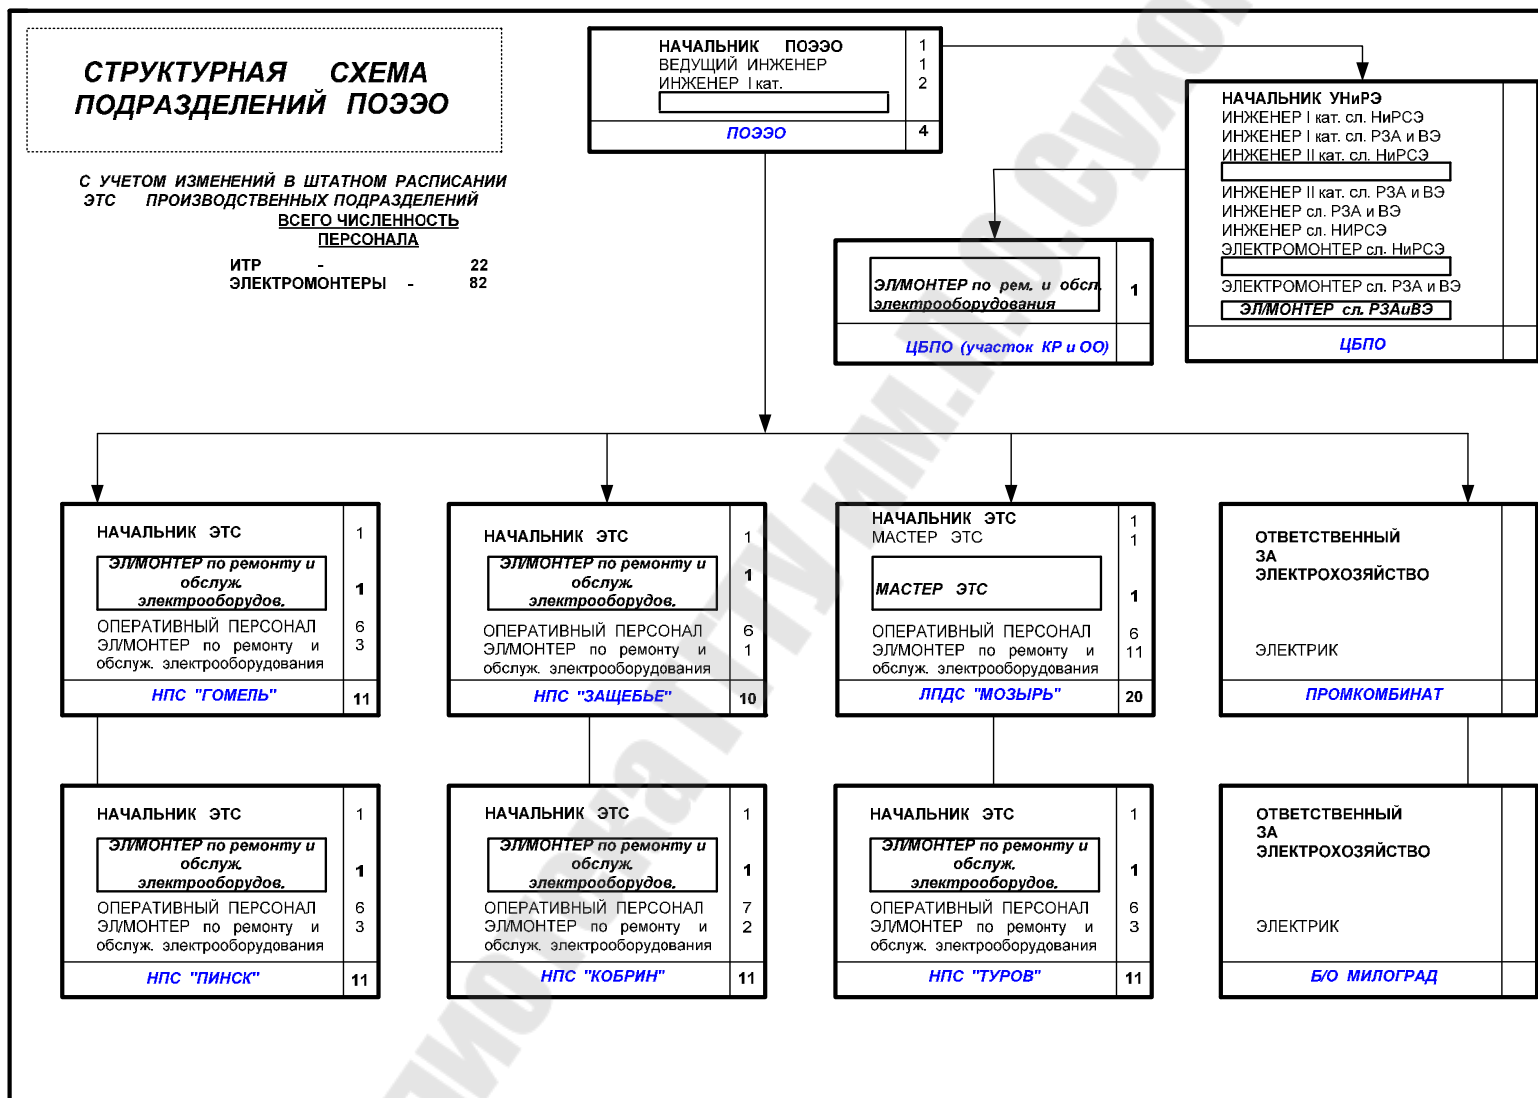 СТРУКТУРНАЯ СХЕМА
ПОДРАЗДЕЛЕНИЙ ПОЭЭО
С УЧЕТОМ ИЗМЕНЕНИЙ В ШТАТНОМ РАСПИСАНИИ
ЭТС ПРОИЗВОДСТВЕННЫХ ПОДРАЗДЕЛЕНИЙ
ВСЕГО ЧИСЛЕННОСТЬ
ПЕРСОНАЛА
ИТР - 22
ЭЛЕКТРОМОНТЕРЫ - 82
НАЧАЛЬНИК ПОЭЭО 1
ВЕДУЩИЙ ИНЖЕНЕР 1
ИНЖЕНЕР I кат. 2
ПОЭЭО 4
НАЧАЛЬНИК УНиРЭ
ИНЖЕНЕР I кат. сл. НиРСЭ
ИНЖЕНЕР I кат. сл. РЗА и ВЭ
ИНЖЕНЕР II кат. сл. НиРСЭ
ИНЖЕНЕР II кат. сл. РЗА и ВЭ
ИНЖЕНЕР сл. РЗА и ВЭ
ИНЖЕНЕР сл. НИРСЭ
ЭЛЕКТРОМОНТЕР сл. НиРСЭ
ЭЛЕКТРОМОНТЕР сл. РЗА и ВЭ
ЭЛ/МОНТЕР сл. РЗАиВЭ
ЦБПО
ЭЛ/МОНТЕР по рем. и обсл.
электрооборудования 1
ЦБПО (участок КР и ОО)
НАЧАЛЬНИК ЭТС 1
ЭЛ/МОНТЕР по ремонту и
обслуж.
электрооборудов. 1
ОПЕРАТИВНЫЙ ПЕРСОНАЛ 6
ЭЛ/МОНТЕР по ремонту и 3
обслуж. электрооборудования
НПС "ГОМЕЛЬ" 11
НАЧАЛЬНИК ЭТС 1
ЭЛ/МОНТЕР по ремонту и 1
обслуж.
электрооборудов.
ОПЕРАТИВНЫЙ ПЕРСОНАЛ 6
ЭЛ/МОНТЕР по ремонту и 1
обслуж. электрооборудования
НПС "ЗАЩЕБЬЕ" 10
НАЧАЛЬНИК ЭТС 1
МАСТЕР ЭТС 1
МАСТЕР ЭТС 1
ОПЕРАТИВНЫЙ ПЕРСОНАЛ 6
ЭЛ/МОНТЕР по ремонту и 11
обслуж. электрооборудования
ЛПДС "МОЗЫРЬ" 20
ОТВЕТСТВЕННЫЙ
ЗА
ЭЛЕКТРОХОЗЯЙСТВО
ЭЛЕКТРИК
ПРОМКОМБИНАТ
НАЧАЛЬНИК ЭТС 1
ЭЛ/МОНТЕР по ремонту и
обслуж. 1
электрооборудов.
ОПЕРАТИВНЫЙ ПЕРСОНАЛ 6
ЭЛ/МОНТЕР по ремонту и 3
обслуж. электрооборудования
НПС "ПИНСК" 11
НАЧАЛЬНИК ЭТС 1
ЭЛ/МОНТЕР по ремонту и
обслуж. 1
электрооборудов.
ОПЕРАТИВНЫЙ ПЕРСОНАЛ 7
ЭЛ/МОНТЕР по ремонту и 2
обслуж. электрооборудования
НПС "КОБРИН" 11
НАЧАЛЬНИК ЭТС 1
ЭЛ/МОНТЕР по ремонту и
обслуж. 1
электрооборудов.
ОПЕРАТИВНЫЙ ПЕРСОНАЛ 6
ЭЛ/МОНТЕР по ремонту и 3
обслуж. электрооборудования
НПС "ТУРОВ" 11
ОТВЕТСТВЕННЫЙ
ЗА
ЭЛЕКТРОХОЗЯЙСТВО
ЭЛЕКТРИК
Б/О МИЛОГРАД